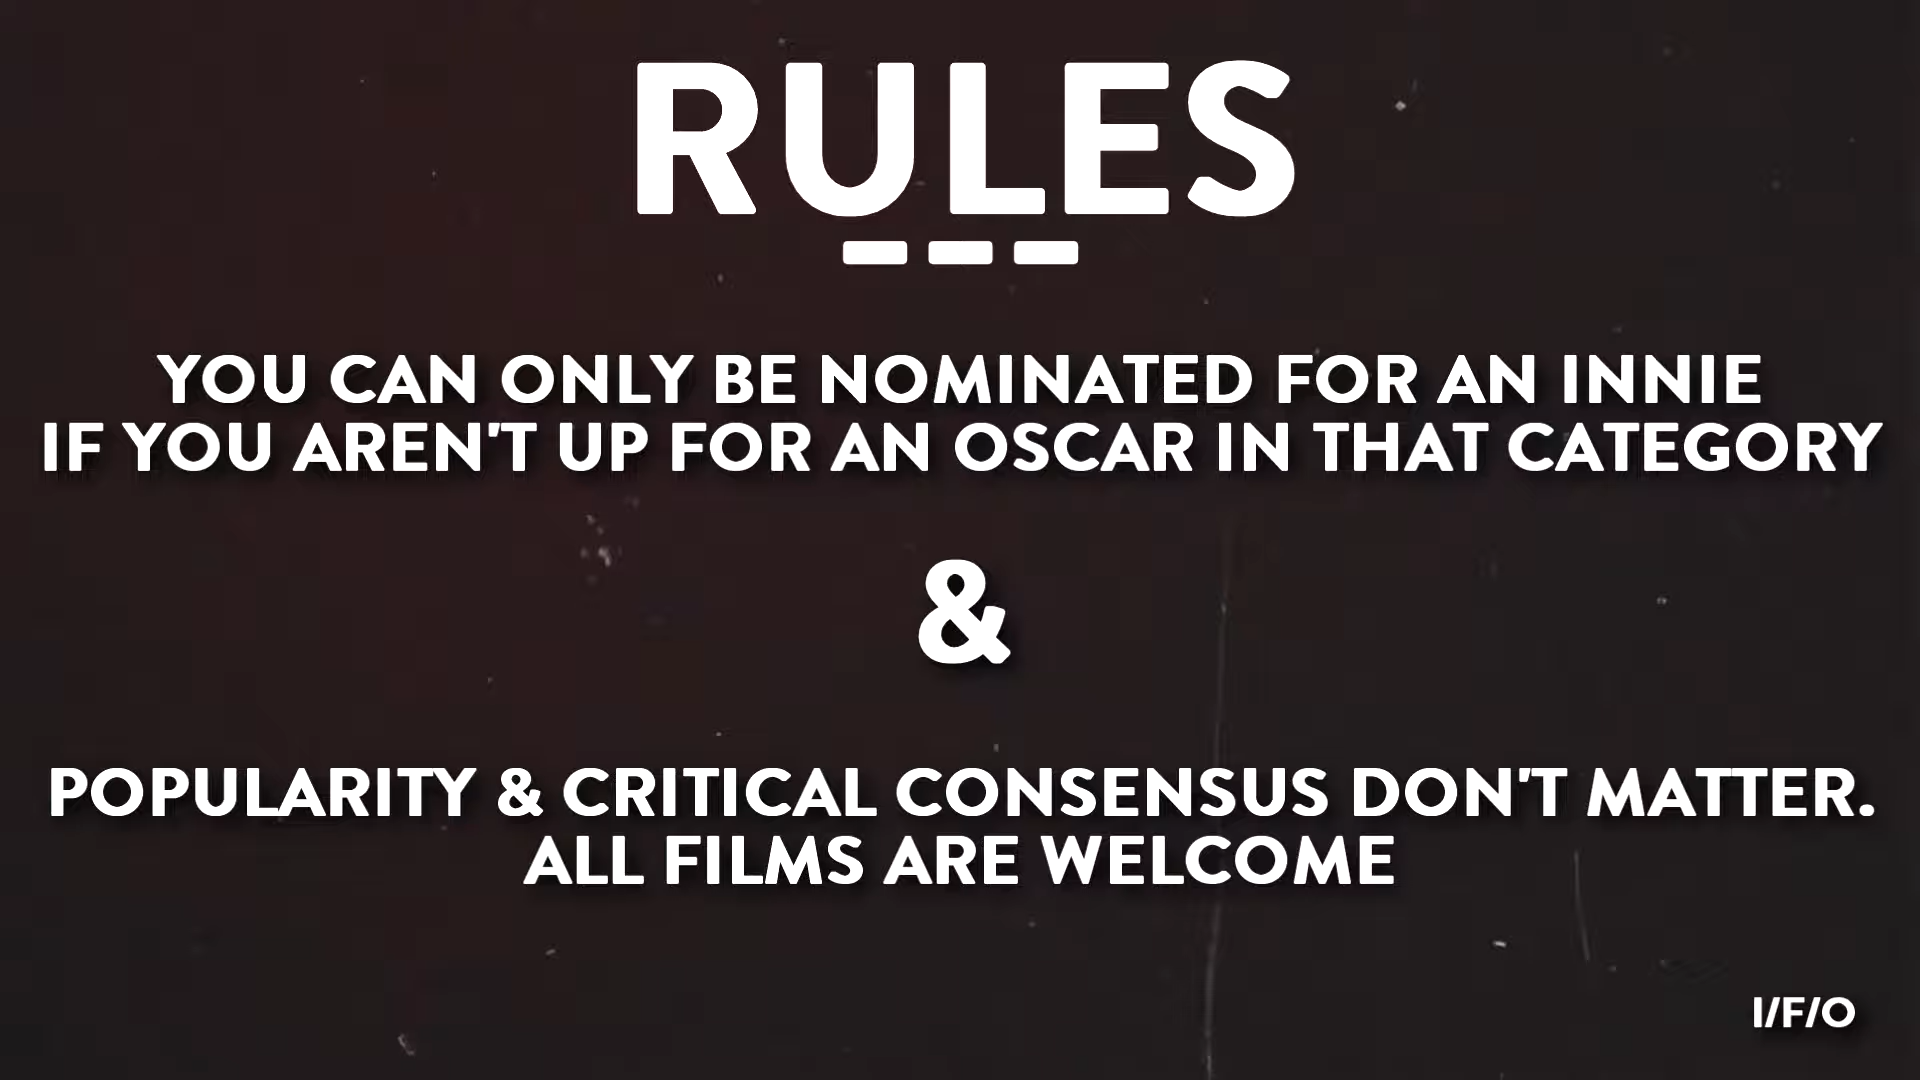 RULES
YOU CAN ONLY BE NOMINATED FOR AN INNIE
IF YOU AREN'T UP FOR AN OSCAR IN THAT CATEGORY
&
POPULARITY & CRITICAL CONSENSUS DON'T MATTER.
ALL FILMS ARE WELCOME
I/F/O